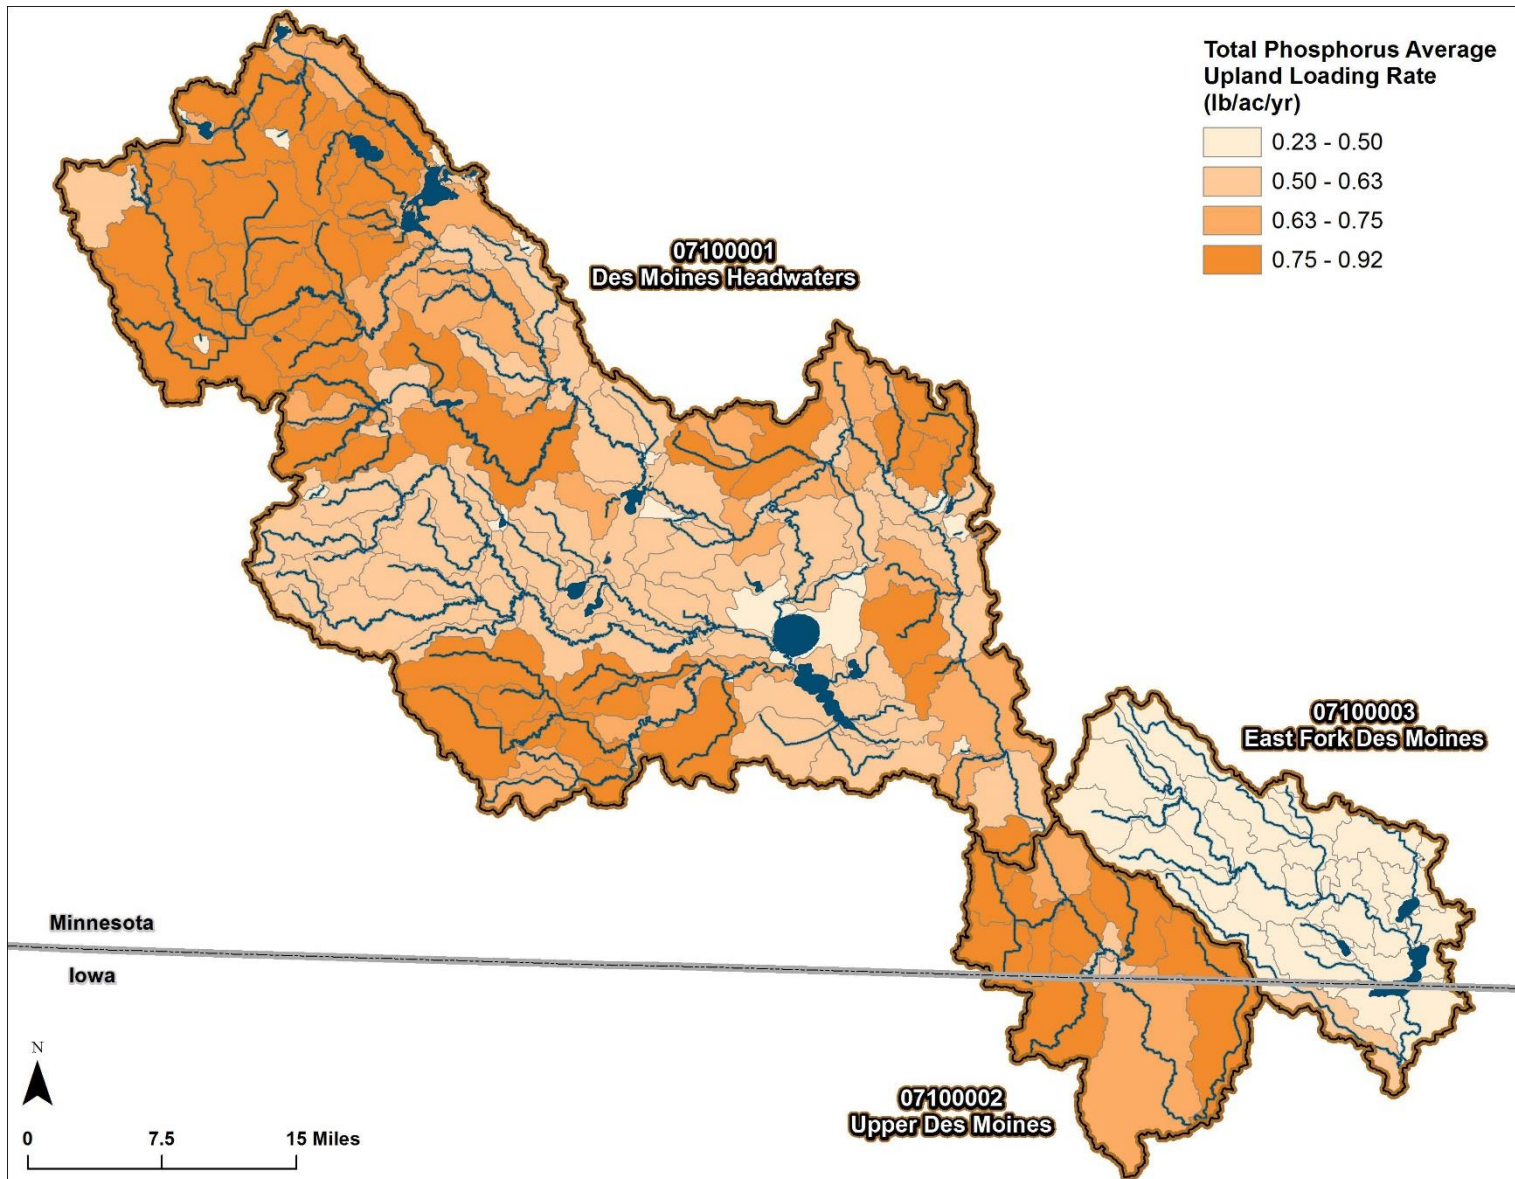 Total Phosphorus Average
Upland Loading Rate
(lb/ac/yr)
0.23 - 0.50
0.50 - 0.63
0.63 - 0.75
0.75 - 0.92
07100001
Des Moines Headwaters
07100003
East Fork Des Moines
Minnesota
Iowa
N
07100002
Upper Des Moines
0 7.5 15 Miles